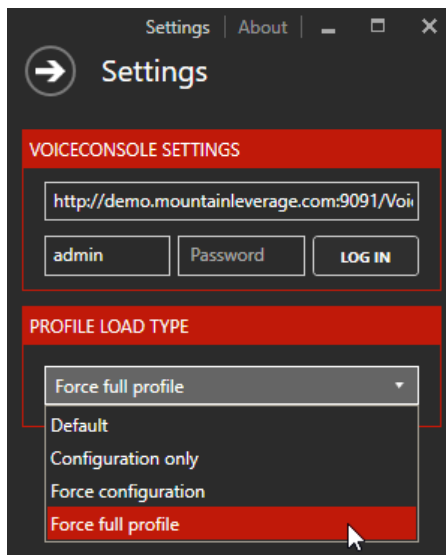 Settings About
Settings
VOICECONSOLE SETTINGS
http://demo.mountainleverage.com:9091/Voi
admin Password LOG IN
PROFILE LOAD TYPE
Force full profile
Default
Configuration only
Force configuration
Force full profile